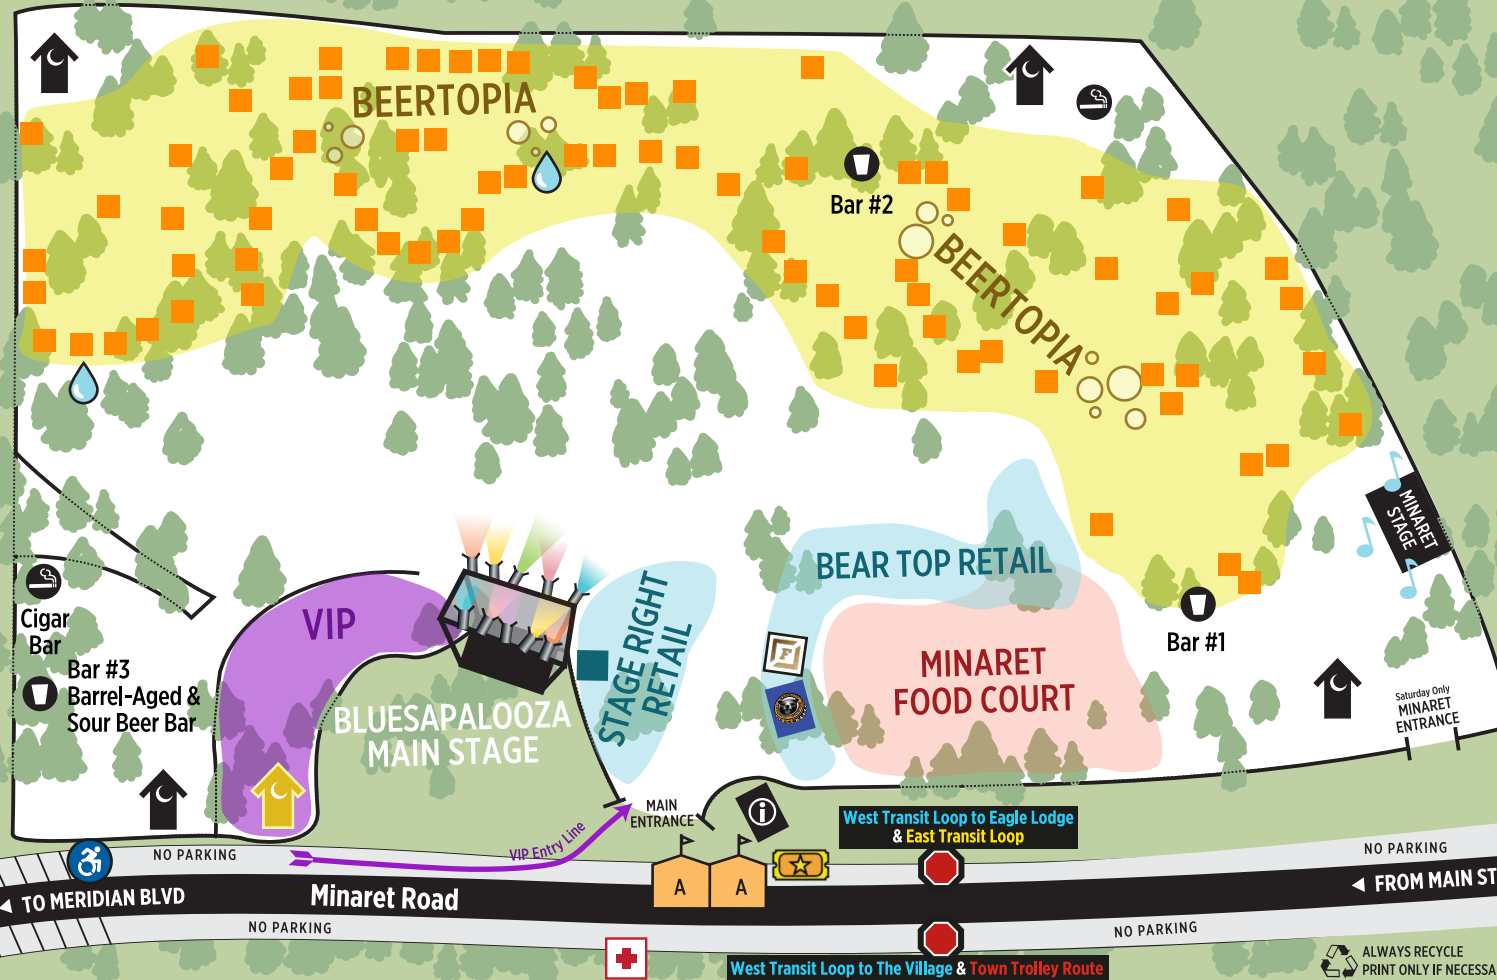 BEERTOPIA
Bar #2
BEERTOPIA
MINARET
STAGE
BEAR TOP RETAIL
Cigar
Bar
VIP
STAGE RIGHT
RETAIL
F
Bar #1
Bar #3
Barrel-Aged &
Sour Beer Bar
MINARET
FOOD COURT
BLUESAPALOOZA
MAIN STAGE
Saturday Only
MINARET
ENTRANCE
MAIN
ENTRANCE
i
VIP Entry Line
West Transit Loop to Eagle Lodge
& East Transit Loop
NO PARKING
NO PARKING
A
A
TO MERIDIAN BLVD
Minaret Road
FROM MAIN ST
NO PARKING
NO PARKING
West Transit Loop to The Village & Town Trolley Route
ALWAYS RECYCLE
PRINT ONLY IF NECESSA